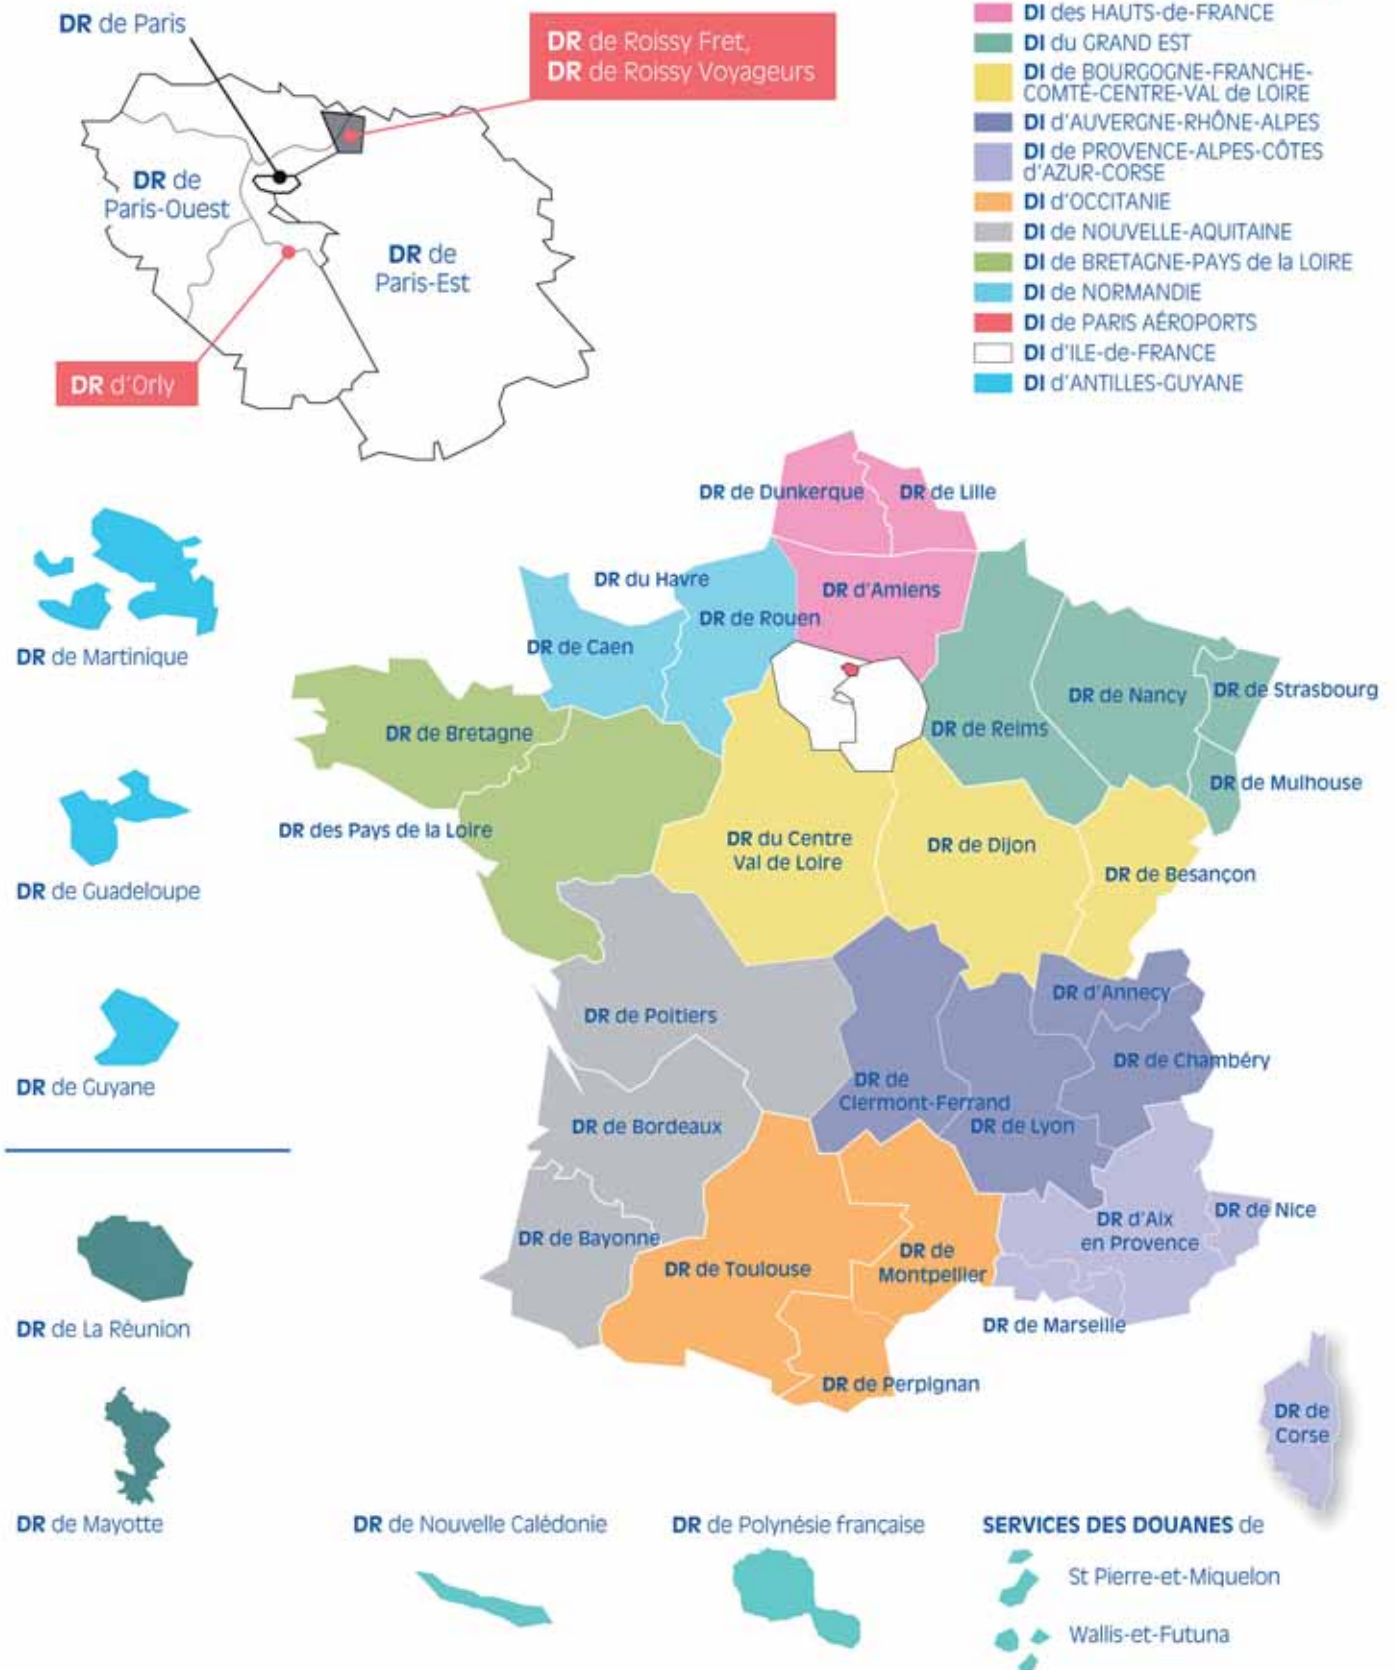 DR de Paris
DR de Roissy Fret,
DR de Roissy Voyageurs
DR de
Paris-Ouest
DR de
Paris-Est
DR d'Orly
DI des HAUTS-de-FRANCE
DI du GRAND EST
DI de BOURGOGNE-FRANCHE-
COMTÉ-CENTRE-VAL de LOIRE
DI d'AUVERGNE-RHÔNE-ALPES
DI de PROVENCE-ALPES-CÔTES
d'AZUR-CORSE
DI d'OCCITANIE
DI de NOUVELLE-AQUITAINE
DI de BRETAGNE-PAYS de la LOIRE
DI de NORMANDIE
DI de PARIS AÉROPORTS
DI d'ILE-de-FRANCE
DI d'ANTILLES-GUYANE
DR de Dunkerque
DR de Lille
DR du Havre
DR d'Amiens
DR de Rouen
DR de Caen
DR de Martinique
DR de Nancy
DR de Strasbourg
DR de Bretagne
DR de Reims
DR de Mulhouse
DR des Pays de la Loire
DR du Centre
Val de Loire
DR de Dijon
DR de Besançon
DR de Guadeloupe
DR d'Annecy
DR de Poitiers
DR de Chambéry
DR de Guyane
DR de
Clermont-Ferrand
DR de Bordeaux
DR de Lyon
DR de Nice
DR d'Aix
en Provence
DR de Bayonne
DR de Toulouse
DR de
Montpellier
DR de Marseille
DR de La Réunion
DR de Perpignan
DR de
Corse
DR de Mayotte
DR de Nouvelle Calédonie
DR de Polynésie française
SERVICES DES DOUANES de
St Pierre-et-Miquelon
Wallis-et-Futuna